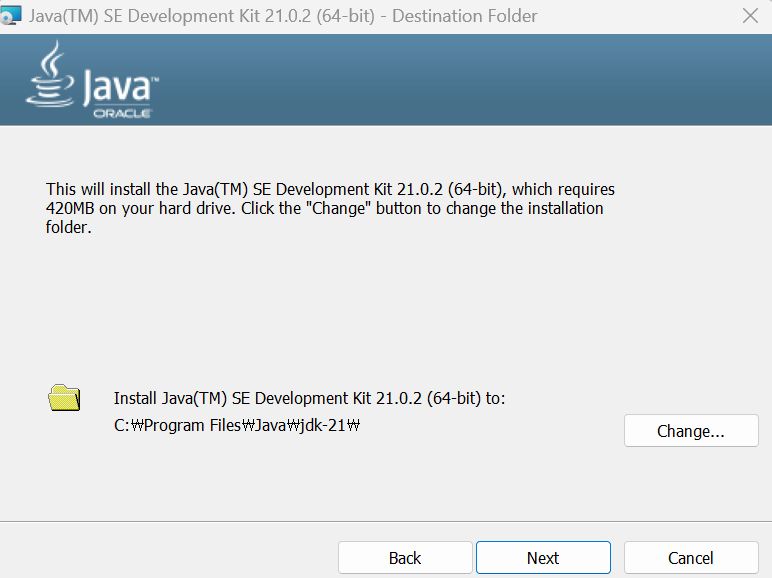 Java(TM) SE Development Kit 21.0.2 (64-bit) - Destination Folder
Java™
ORACLE
This will install the Java(TM) SE Development Kit 21.0.2 (64-bit), which requires
420MB on your hard drive. Click the "Change" button to change the installation
folder.
Install Java(TM) SE Development Kit 21.0.2 (64-bit) to:
C:₩Program Files₩Java₩jdk-21₩
Change...
Back
Next
Cancel